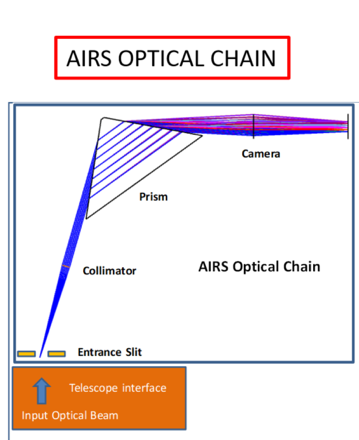 AIRS OPTICAL CHAIN
Camera
Prism
Collimator
AIRS Optical Chain
Entrance Slit
Telescope interface
Input Optical Beam